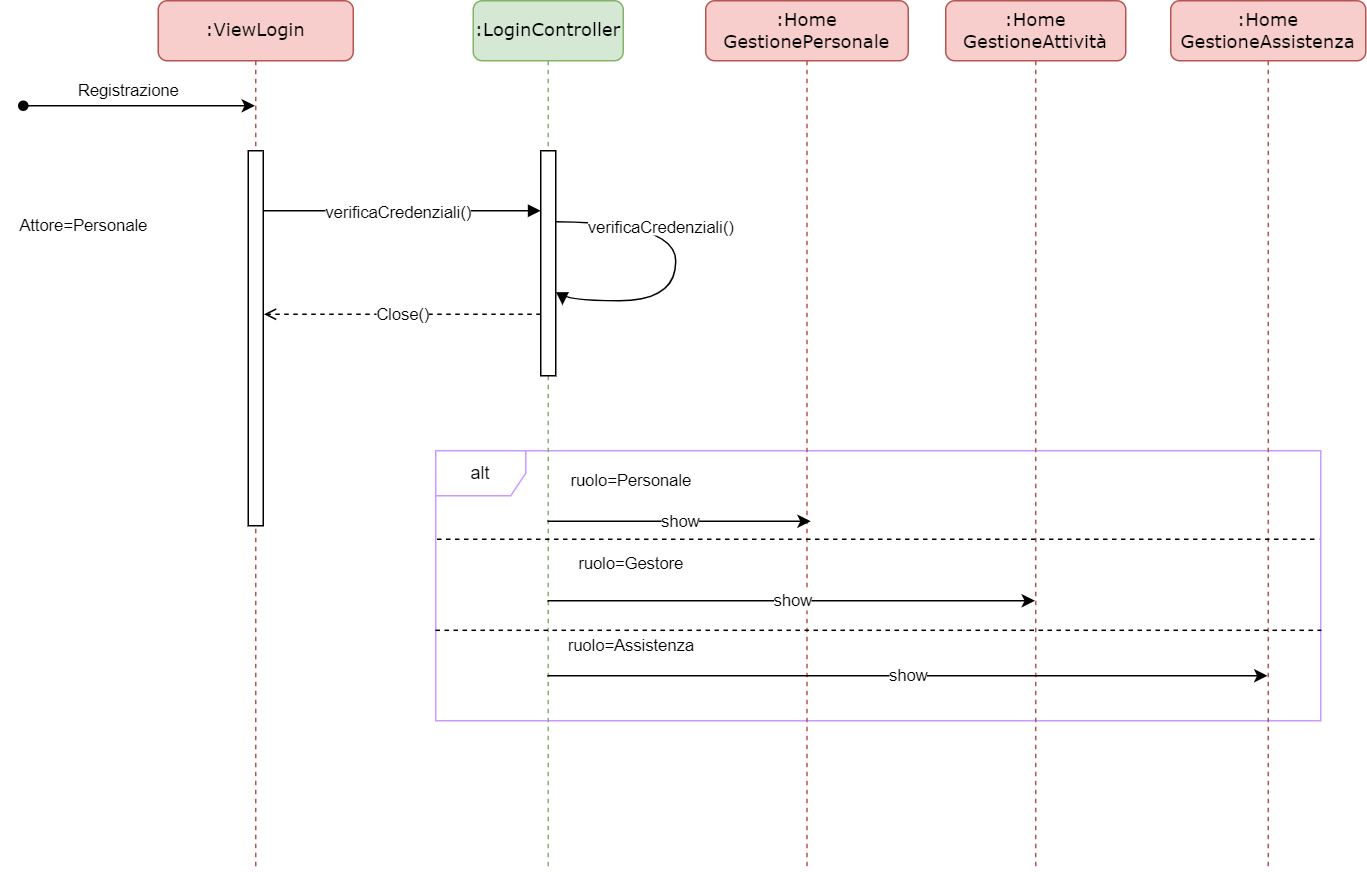 :ViewLogin
:LoginController
:Home
GestionePersonale
:Home
GestioneAttività
:Home
GestioneAssistenza
Registrazione
Attore=Personale
verificaCredenziali()
verificaCredenziali()
Close()
alt
ruolo=Personale
show
ruolo=Gestore
show
ruolo=Assistenza
show